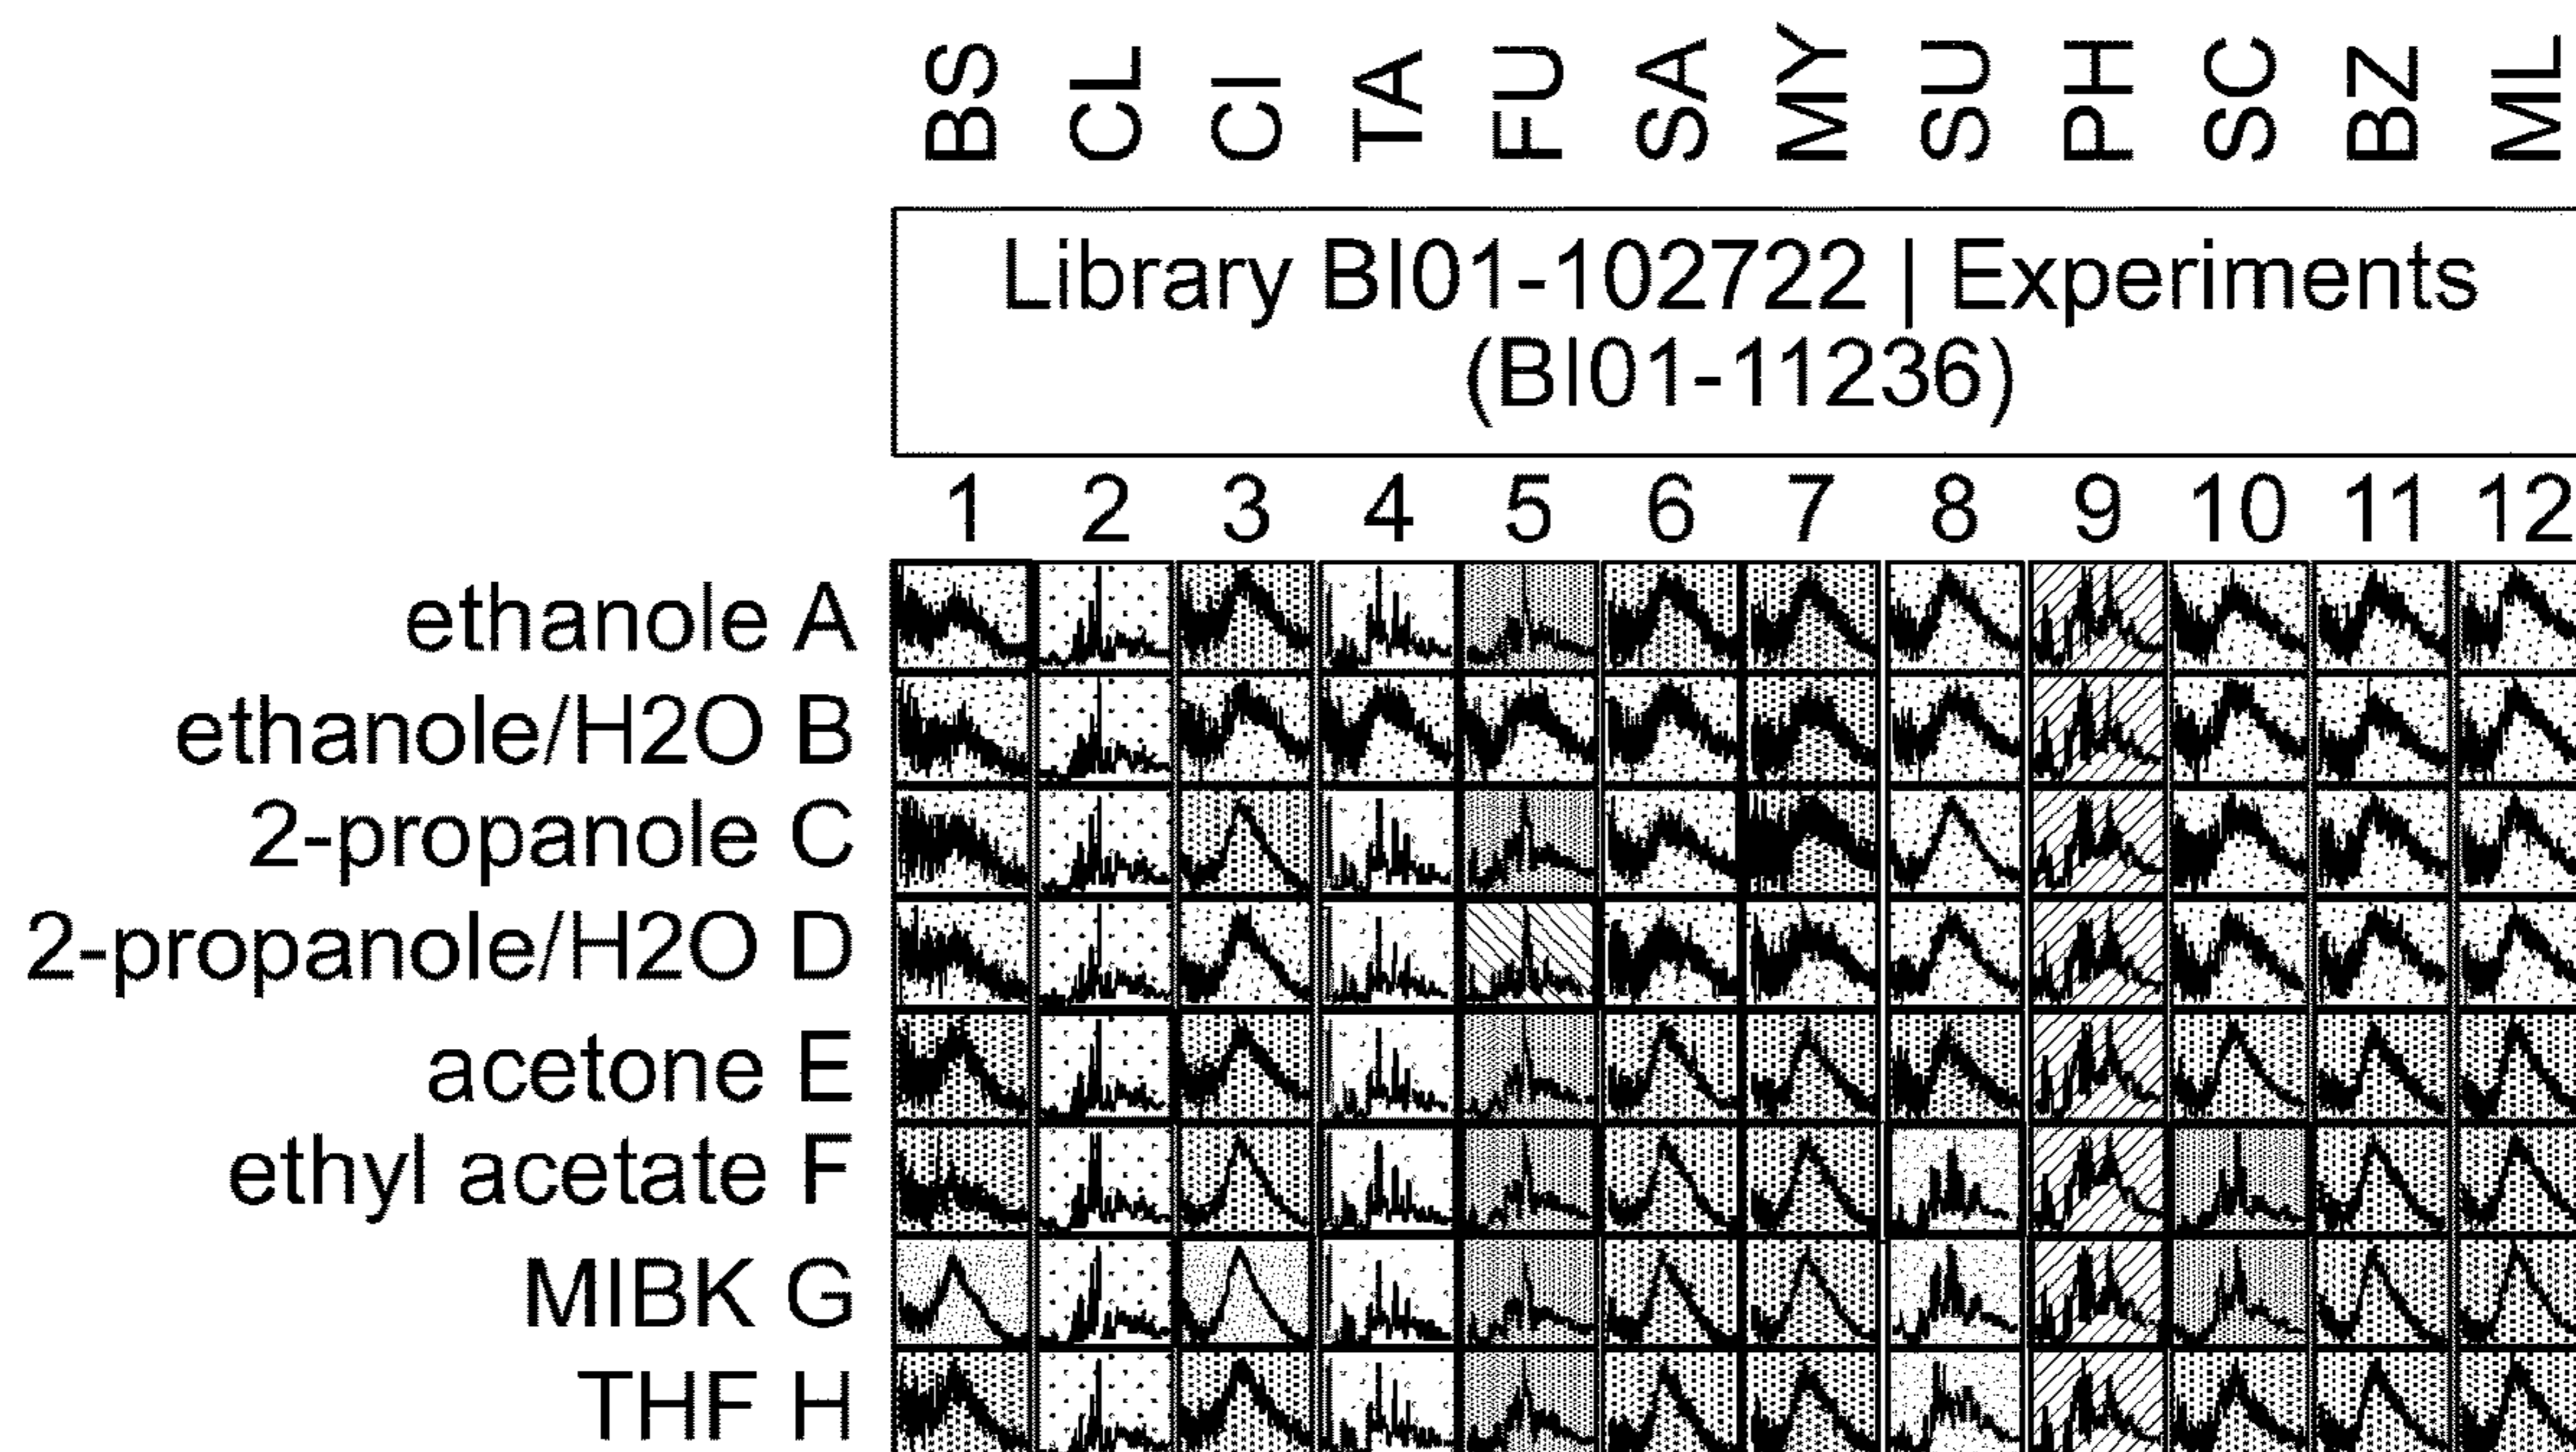 BS CL CI TA FU SA MY SU PH SC BZ ML
Library BI01-102722 | Experiments
(BI01-11236)
1 2 3 4 5 6 7 8 9 10 11 12
ethanole A
ethanole/H2O B
2-propanole C
2-propanole/H2O D
acetone E
ethyl acetate F
MIBK G
THF H